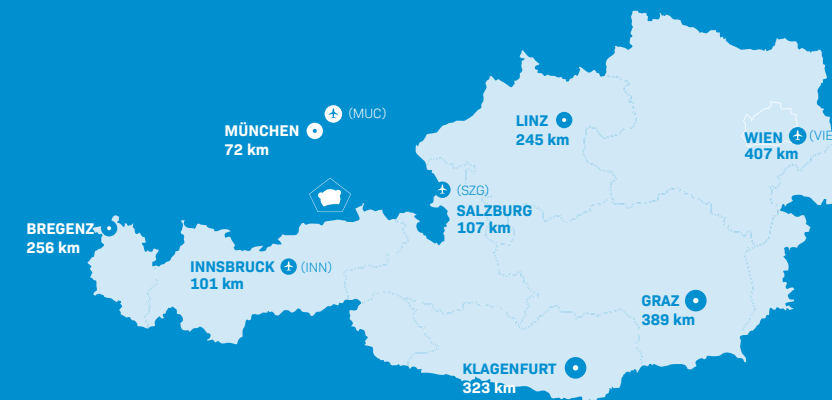 (MUC)
MÜNCHEN
72 km
LINZ
245 km
WIEN (VIE
407 km
(SZG)
SALZBURG
107 km
BREGENZ
256 km
INNSBRUCK (INN)
101 km
GRAZ
389 km
KLAGENFURT
323 km